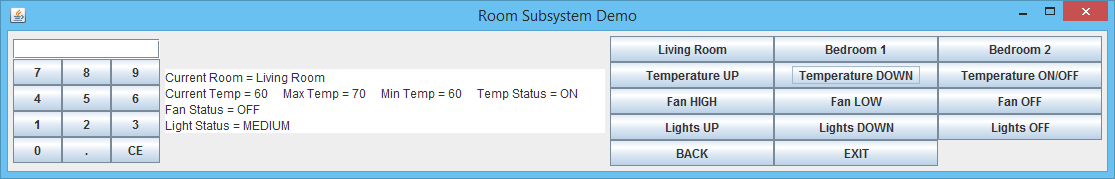 Room Subsystem Demo
7 8 9
4 5 6
1 2 3
0 . CE
Current Room = Living Room
Current Temp = 60 Max Temp = 70 Min Temp = 60 Temp Status = ON
Fan Status = OFF
Light Status = MEDIUM
Living Room Bedroom 1 Bedroom 2
Temperature UP Temperature DOWN Temperature ON/OFF
Fan HIGH Fan LOW Fan OFF
Lights UP Lights DOWN Lights OFF
BACK EXIT